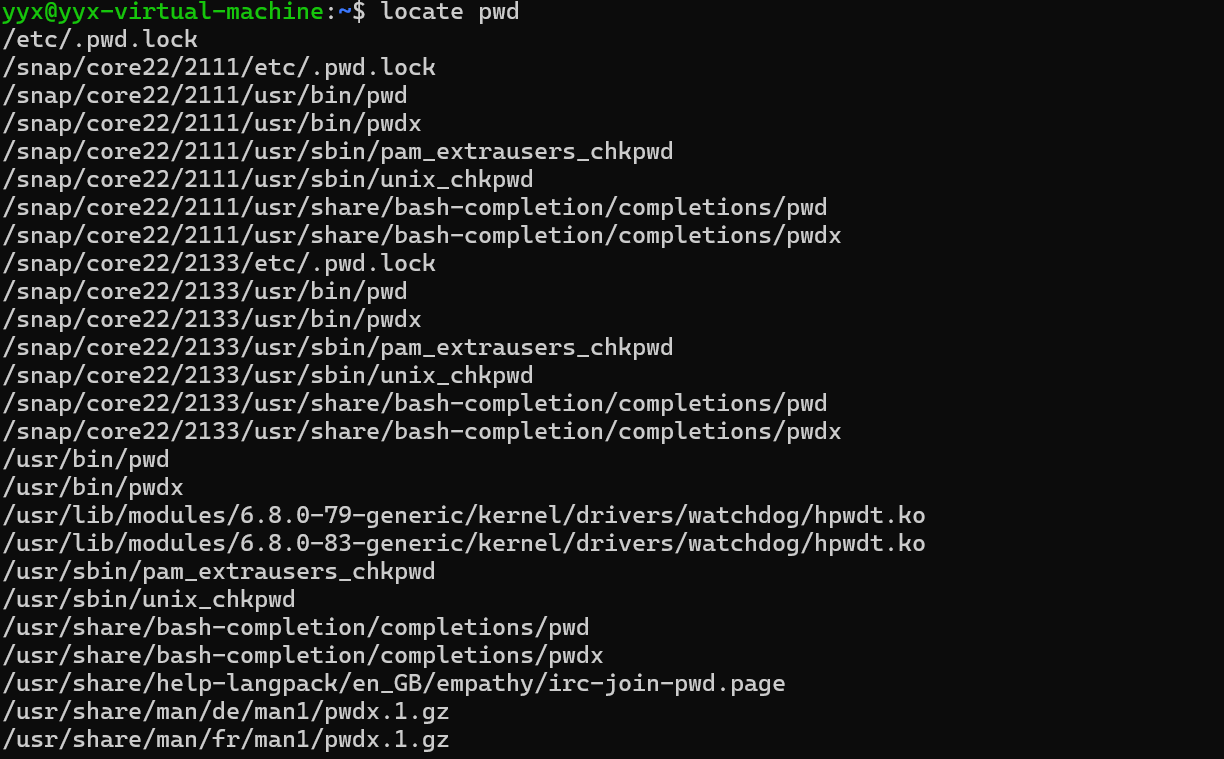 yyx@yyx-virtual-machine:~$ locate pwd
/etc/.pwd.lock
/snap/core22/2111/etc/.pwd.lock
/snap/core22/2111/usr/bin/pwd
/snap/core22/2111/usr/bin/pwdx
/snap/core22/2111/usr/sbin/pam_extrausers_chkpwd
/snap/core22/2111/usr/sbin/unix_chkpwd
/snap/core22/2111/usr/share/bash-completion/completions/pwd
/snap/core22/2111/usr/share/bash-completion/completions/pwdx
/snap/core22/2133/etc/.pwd.lock
/snap/core22/2133/usr/bin/pwd
/snap/core22/2133/usr/bin/pwdx
/snap/core22/2133/usr/sbin/pam_extrausers_chkpwd
/snap/core22/2133/usr/sbin/unix_chkpwd
/snap/core22/2133/usr/share/bash-completion/completions/pwd
/snap/core22/2133/usr/share/bash-completion/completions/pwdx
/usr/bin/pwd
/usr/bin/pwdx
/usr/lib/modules/6.8.0-79-generic/kernel/drivers/watchdog/hpwdt.ko
/usr/lib/modules/6.8.0-83-generic/kernel/drivers/watchdog/hpwdt.ko
/usr/sbin/pam_extrausers_chkpwd
/usr/sbin/unix_chkpwd
/usr/share/bash-completion/completions/pwd
/usr/share/bash-completion/completions/pwdx
/usr/share/help-langpack/en_GB/empathy/irc-join-pwd.page
/usr/share/man/de/man1/pwdx.1.gz
/usr/share/man/fr/man1/pwdx.1.gz